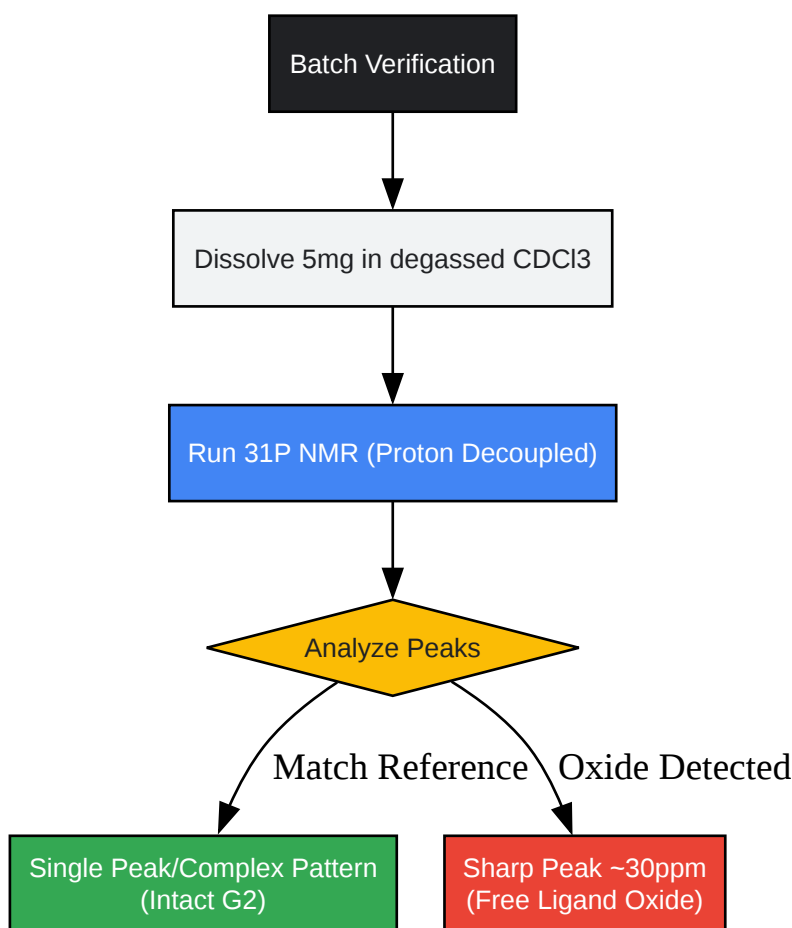 Batch Verification
Dissolve 5mg in degassed CDCl3
Run 31P NMR (Proton Decoupled)
Analyze Peaks
Match Reference
Oxide Detected
Single Peak/Complex Pattern
(Intact G2)
Sharp Peak ~30ppm
(Free Ligand Oxide)